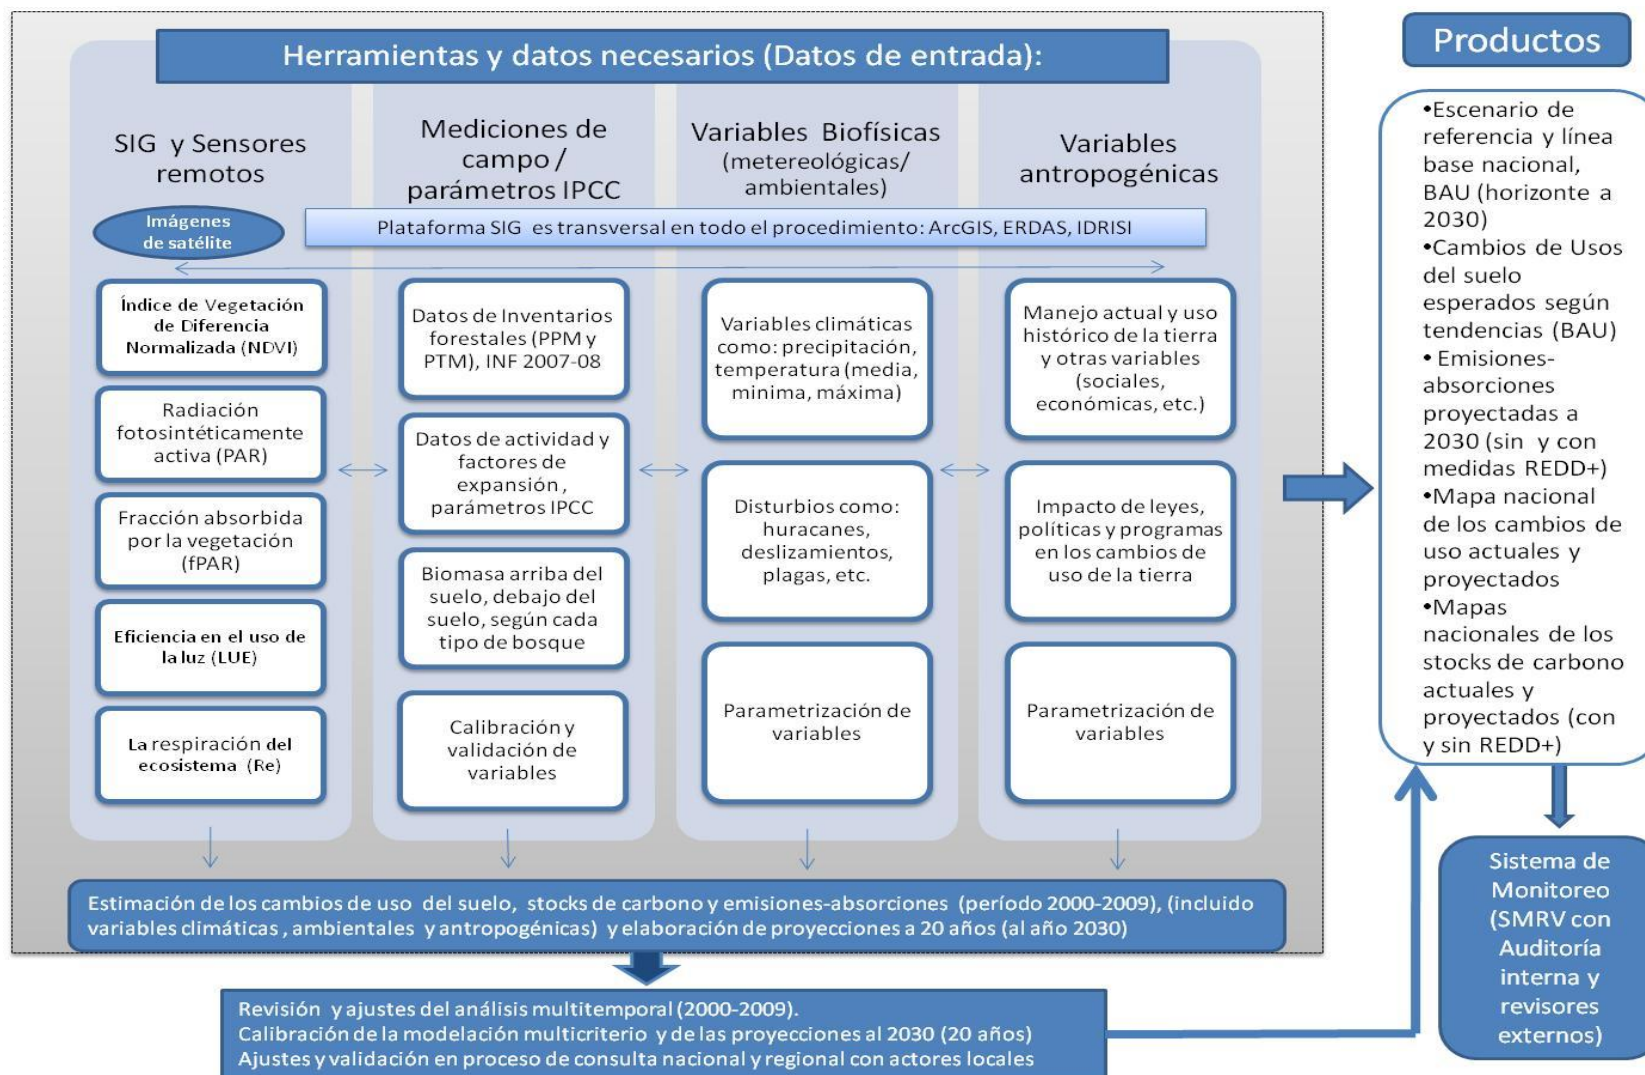 Herramientas y datos necesarios (Datos de entrada):
SIG y Sensores
remotos
Imágenes
de satélite
Índice de Vegetación
de Diferencia
Normalizada (NDVI)
Radiación
fotosintéticamente
activa (PAR)
Fracción absorbida
por la vegetación
(fPAR)
Eficiencia en el uso de
la luz (LUE)
La respiración del
ecosistema (Re)
Mediciones de
campo /
parámetros IPCC
Plataforma SIG es transversal en todo el procedimiento: ArcGIS, ERDAS, IDRISI
Datos de Inventarios
forestales (PPM y
PTM), INF 2007-08
Datos de actividad y
factores de
expansión,
parámetros IPCC
Biomasa arriba del
suelo, debajo del
suelo, según cada
tipo de bosque
Calibración y
validación de
variables
Variables Biofísicas
(metereológicas/
ambientales)
Variables climáticas
como: precipitación,
temperatura (media,
minima, máxima)
Disturbios como:
huracanes,
deslizamientos,
plagas, etc.
Parametrización de
variables
Variables
antropogénicas
Manejo actual y uso
histórico de la tierra
y otras variables
(sociales,
económicas, etc.)
Impacto de leyes,
políticas y programas
en los cambios de
uso de la tierra
Parametrización de
variables
Estimación de los cambios de uso del suelo, stocks de carbono y emisiones-absorciones (período 2000-2009), (incluido
variables climáticas , ambientales y antropogénicas) y elaboración de proyecciones a 20 años (al año 2030)
Revisión y ajustes del análisis multitemporal (2000-2009).
Calibración de la modelación multicriterio y de las proyecciones al 2030 (20 años)
Ajustes y validación en proceso de consulta nacional y regional con actores locales
Productos
•Escenario de
referencia y línea
base nacional,
BAU (horizonte a
2030)
•Cambios de Usos
del suelo
esperados según
tendencias (BAU)
• Emisiones-
absorciones
proyectadas a
2030 (sin y con
medidas REDD+)
•Mapa nacional
de los cambios de
uso actuales y
proyectados
•Mapas
nacionales de los
stocks de carbono
actuales y
proyectados (con
y sin REDD+)
Sistema de
Monitoreo
(SMRV con
Auditoría
interna y
revisores
externos)